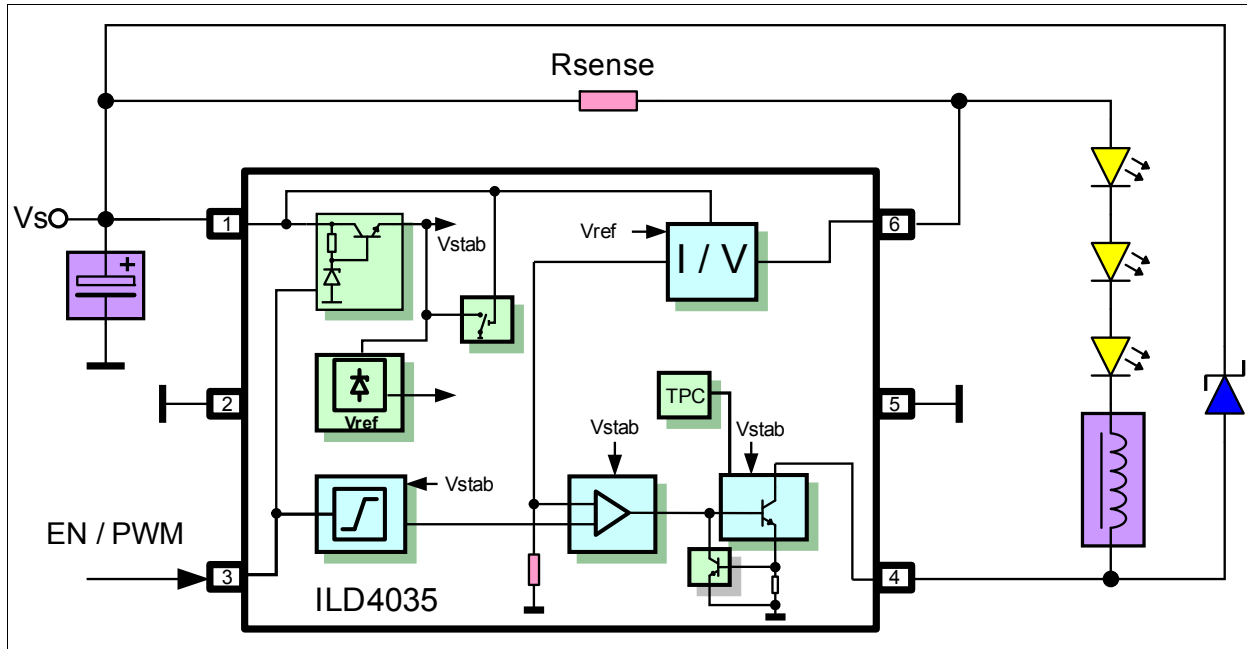 Rsense
Vs
+
1
6
Vstab
Vref
I / V
2
5
Vref
TPC
Vstab
Vstab
Vstab
EN / PWM
3
4
ILD4035